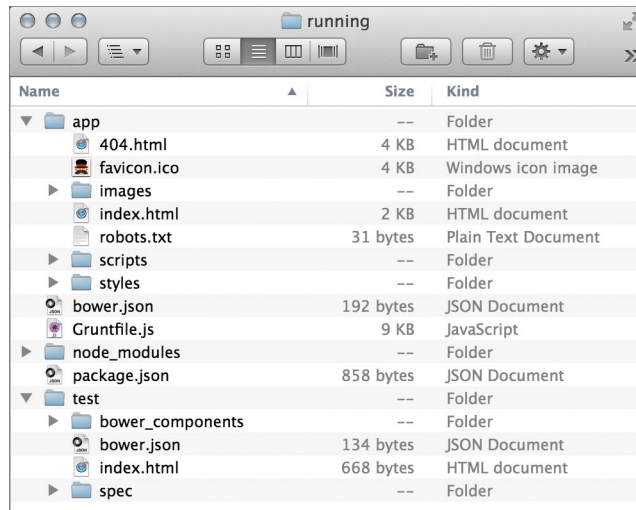 running
Name Size Kind
app -- Folder
404.html 4 KB HTML document
favicon.ico 4 KB Windows icon image
images -- Folder
index.html 2 KB HTML document
robots.txt 31 bytes Plain Text Document
scripts -- Folder
styles -- Folder
bower.json 192 bytes JSON Document
Gruntfile.js 9 KB JavaScript
node_modules -- Folder
package.json 858 bytes JSON Document
test -- Folder
bower_components -- Folder
bower.json 134 bytes JSON Document
index.html 668 bytes HTML document
spec -- Folder